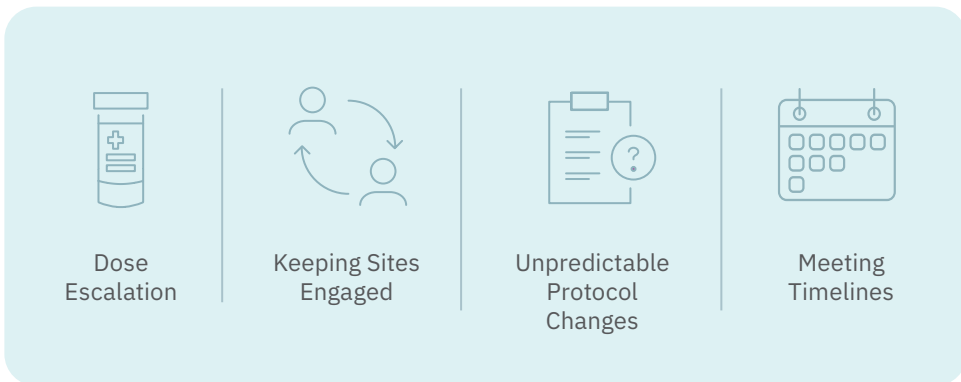 Dose
Escalation
Keeping Sites
Engaged
?
Unpredictable
Protocol
Changes
Meeting
Timelines